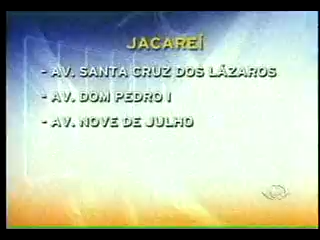 JACAREÍ
- AV. SANTA CRUZ DOS LÁZAROS
- AV. DOM PEDRO I
- AV. NOVE DE JULHO